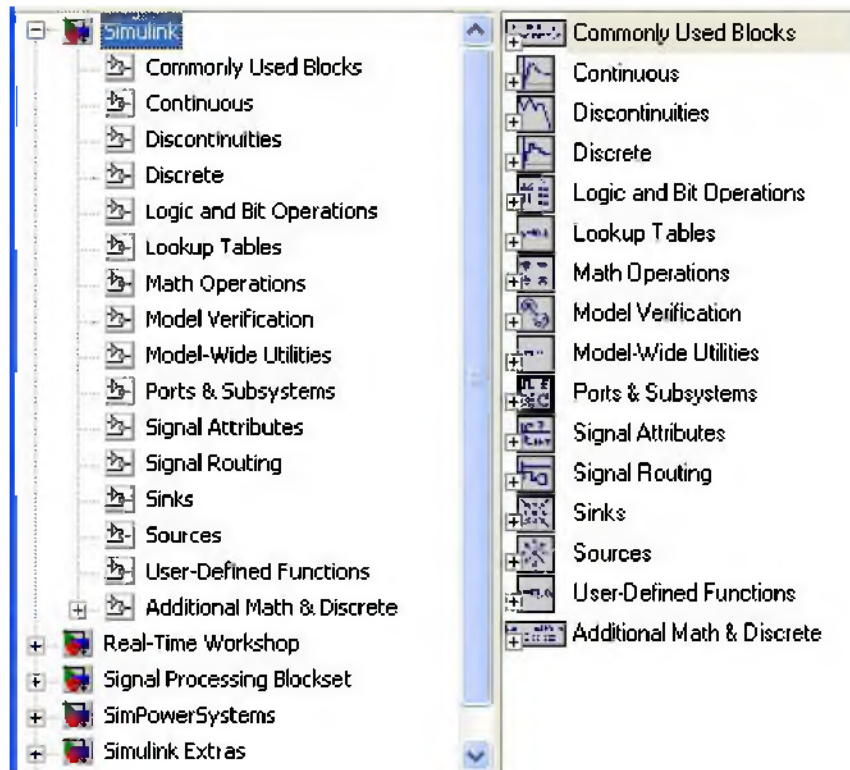 Simulink
Commonly Used Blocks
Continuous
Discontinuities
Discrete
Logic and Bit Operations
Lookup Tables
Math Operations
Model Verification
Model-Wide Utilities
Ports & Subsystems
Signal Attributes
Signal Routing
Sinks
Sources
User-Defined Functions
Additional Math & Discrete
Real-Time Workshop
Signal Processing Blockset
SimPowerSystems
Simulink Extras
Commonly Used Blocks
Continuous
Discontinuities
Discrete
Logic and Bit Operations
Lookup Tables
Math Operations
Model Verification
Model-Wide Utilities
Ports & Subsystems
Signal Attributes
Signal Routing
Sinks
Sources
User-Defined Functions
Additional Math & Discrete